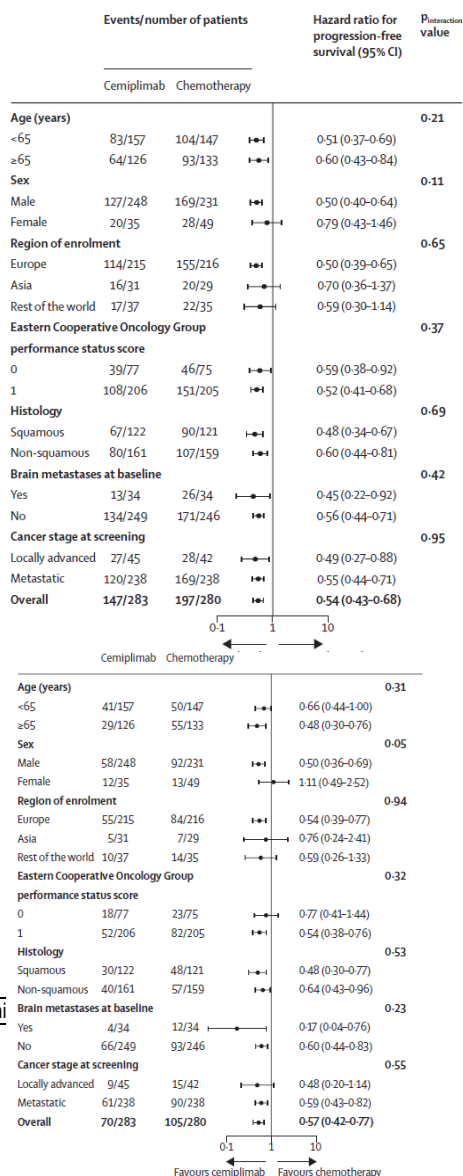 Events/number of patients Hazard ratio for progression-free survival (95% CI) Pinteraction value
Cemiplimab Chemotherapy
Age (years) 0·21
<65 83/157 104/147 0·51 (0·37–0·69)
≥65 64/126 93/133 0·60 (0·43–0·84)
Sex 0·11
Male 127/248 169/231 0·50 (0·40–0·64)
Female 20/35 28/49 0·79 (0·43–1·46)
Region of enrolment 0·65
Europe 114/215 155/216 0·50 (0·39–0·65)
Asia 16/31 20/29 0·70 (0·36–1·37)
Rest of the world 17/37 22/35 0·59 (0·30–1·14)
Eastern Cooperative Oncology Group 0·37
performance status score
0 39/77 46/75 0·59 (0·38–0·92)
1 108/206 151/205 0·52 (0·41–0·68)
Histology 0·69
Squamous 67/122 90/121 0·48 (0·34–0·67)
Non-squamous 80/161 107/159 0·60 (0·44–0·81)
Brain metastases at baseline 0·42
Yes 13/34 26/34 0·45 (0·22–0·92)
No 134/249 171/246 0·56 (0·44–0·71)
Cancer stage at screening 0·95
Locally advanced 27/45 28/42 0·49 (0·27–0·88)
Metastatic 120/238 169/238 0·55 (0·44–0·71)
Overall 147/283 197/280 0·54 (0·43–0·68)
0·1 1 10
Cemiplimab Chemotherapy
Age (years) 0·31
<65 41/157 50/147 0·66 (0·44–1·00)
≥65 29/126 55/133 0·48 (0·30–0·76)
Sex 0·05
Male 58/248 92/231 0·50 (0·36–0·69)
Female 12/35 13/49 1·11 (0·49–2·52)
Region of enrolment 0·94
Europe 55/215 84/216 0·54 (0·39–0·77)
Asia 5/31 7/29 0·76 (0·24–2·41)
Rest of the world 10/37 14/35 0·59 (0·26–1·33)
Eastern Cooperative Oncology Group 0·32
performance status score
0 18/77 23/75 0·77 (0·41–1·44)
1 52/206 82/205 0·54 (0·38–0·76)
Histology 0·53
Squamous 30/122 48/121 0·48 (0·30–0·77)
Non-squamous 40/161 57/159 0·64 (0·43–0·96)
Brain metastases at baseline 0·23
Yes 4/34 12/34 0·17 (0·04–0·76)
No 66/249 93/246 0·60 (0·44–0·83)
Cancer stage at screening 0·55
Locally advanced 9/45 15/42 0·48 (0·20–1·14)
Metastatic 61/238 90/238 0·59 (0·43–0·82)
Overall 70/283 105/280 0·57 (0·42–0·77)
0·1 1 10
Favours cemiplimab Favours chemotherapy